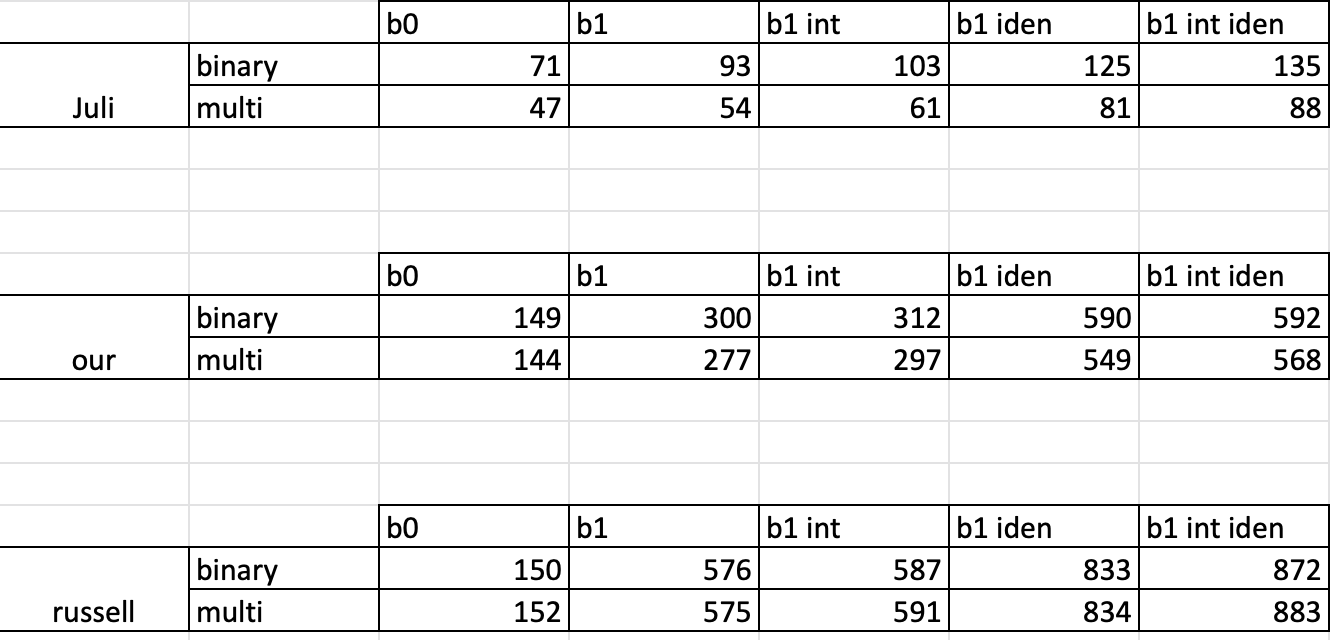 b0 b1 b1 int b1 iden b1 int iden
binary 71 93 103 125 135
Juli multi 47 54 61 81 88
b0 b1 b1 int b1 iden b1 int iden
binary 149 300 312 590 592
our multi 144 277 297 549 568
b0 b1 b1 int b1 iden b1 int iden
binary 150 576 587 833 872
russell multi 152 575 591 834 883